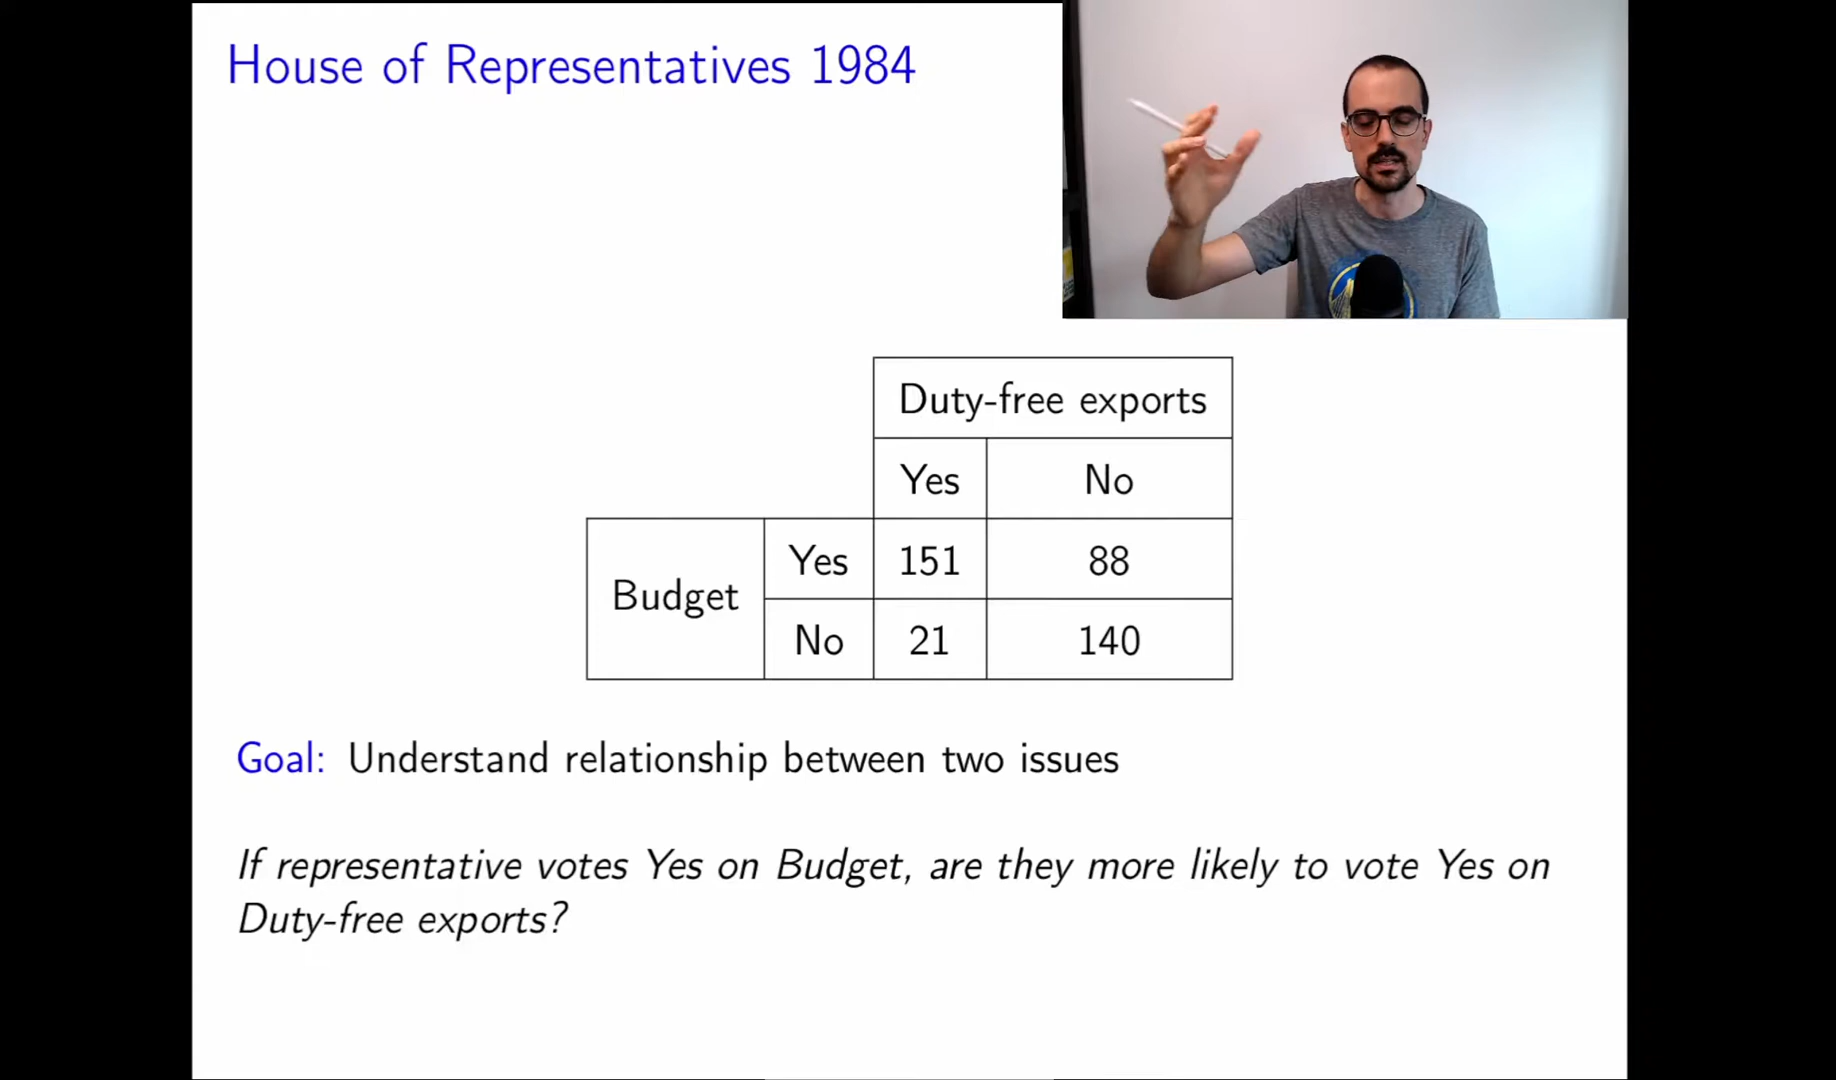 House of Representatives 1984
Duty-free exports
Yes No
Budget Yes 151 88
No 21 140
Goal: Understand relationship between two issues
If representative votes Yes on Budget, are they more likely to vote Yes on
Duty-free exports?